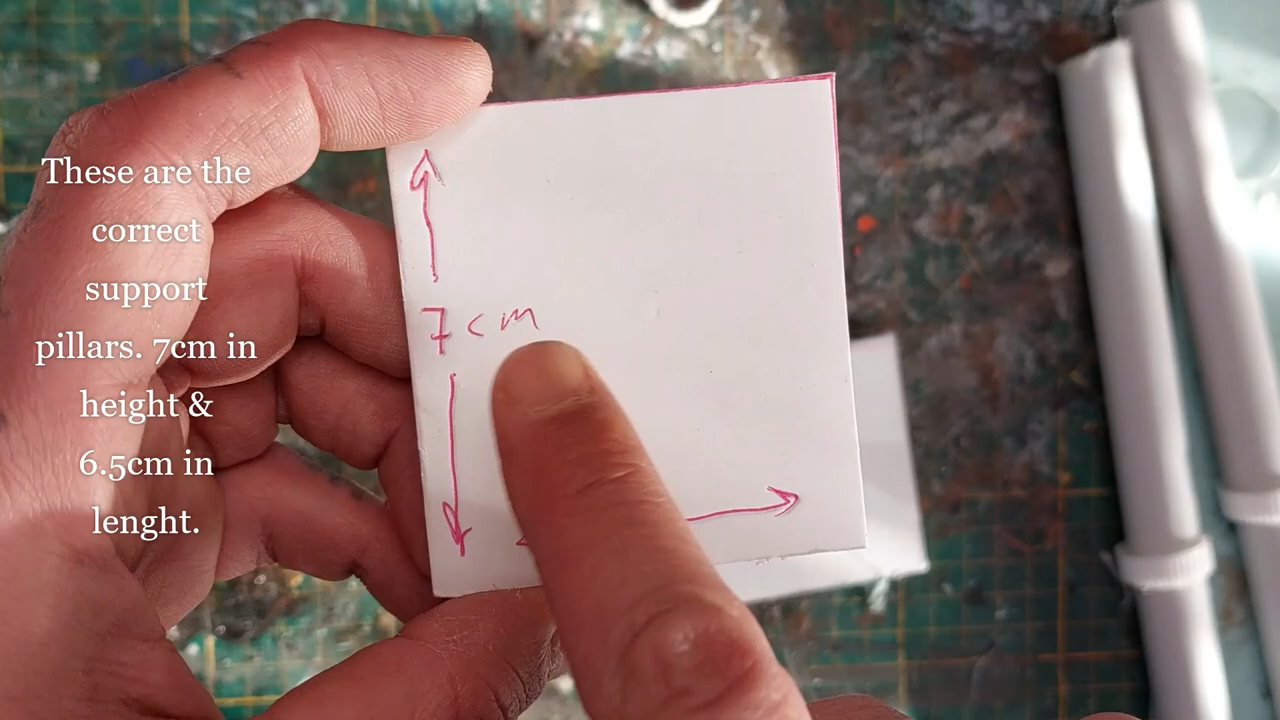 These are the
correct
support
pillars. 7cm in
height &
6.5cm in
lenght.
7cm